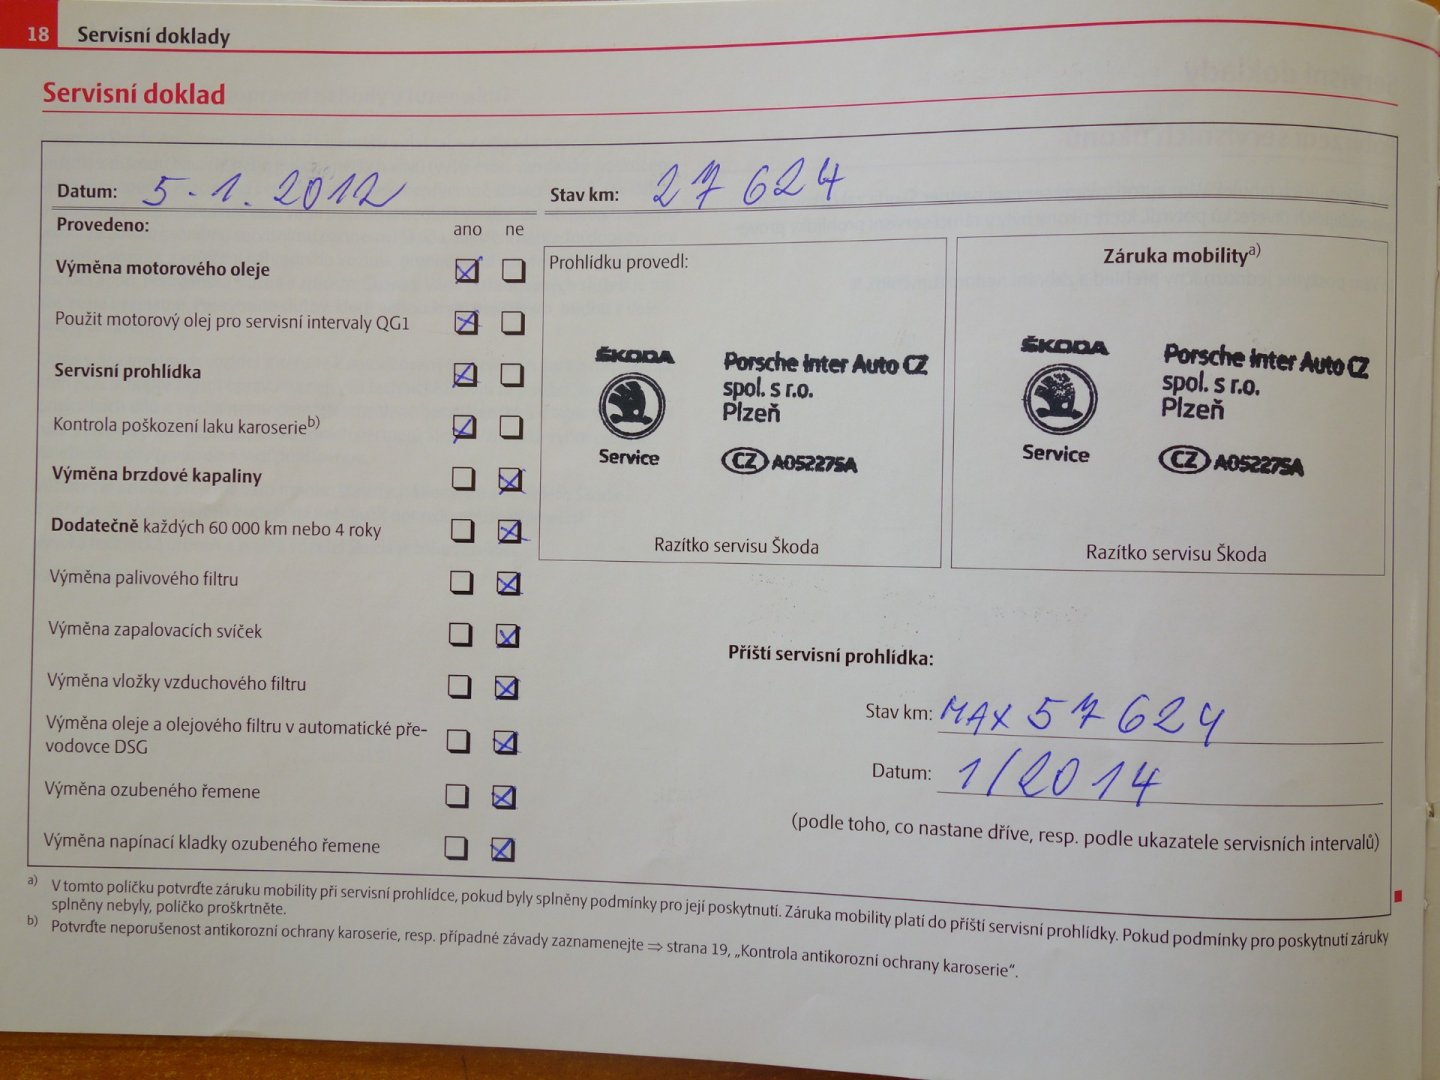 18 Servisní doklady
Servisní doklad
Datum: 5.1.2012
Stav km: 27 624
Provedeno:
ano ne
Výměna motorového oleje
Použit motorový olej pro servisní intervaly QG1
Servisní prohlídka
Kontrola poškození laku karoserie b)
Výměna brzdové kapaliny
Dodatečně každých 60 000 km nebo 4 roky
Výměna palivového filtru
Výměna zapalovacích svíček
Výměna vložky vzduchového filtru
Výměna oleje a olejového filtru v automatické pře-
vodovce DSG
Výměna ozubeného řemene
Výměna napínací kladky ozubeného řemene
Prohlídku provedl:
ŠKODA
Service
Porsche Inter Auto CZ
spol. s r.o.
Plzeň
CZ A052275A
Razítko servisu Škoda
Záruka mobility a)
ŠKODA
Service
Porsche Inter Auto CZ
spol. s r.o.
Plzeň
CZ A052275A
Razítko servisu Škoda
Příští servisní prohlídka:
Stav km: MAX 57 624
Datum: 1/2014
(podle toho, co nastane dříve, resp. podle ukazatele servisních intervalů)
a) V tomto políčku potvrďte záruku mobility při servisní prohlídce, pokud byly splněny podmínky pro její poskytnutí. Záruka mobility platí do příští servisní prohlídky. Pokud podmínky pro poskytnutí záruky
splněny nebyly, políčko proškrtněte.
b) Potvrďte neporušenost antikorozní ochrany karoserie, resp. případné závady zaznamenejte ⇒ strana 19, „Kontrola antikorozní ochrany karoserie“.